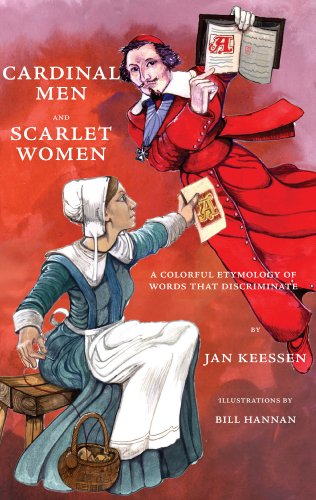 CARDINAL
MEN
AND
SCARLET
WOMEN
A
A
A COLORFUL ETYMOLOGY OF
WORDS THAT DISCRIMINATE
BY
JAN KEESSEN
ILLUSTRATIONS BY
BILL HANNAN